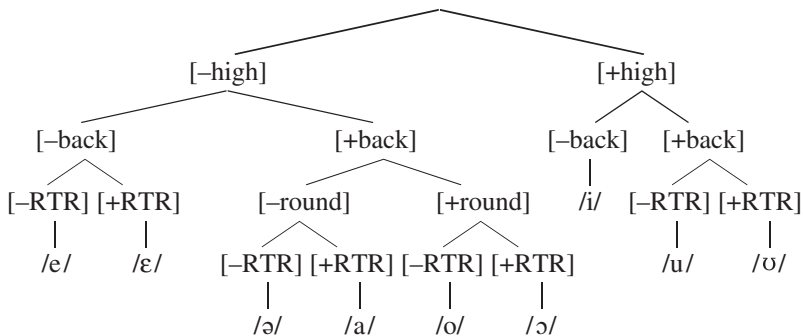 [–high] [+high]
[–back] [+back] [–back] [+back]
[–RTR] [+RTR] [–round] [+round] /i/ [–RTR] [+RTR]
/e/ /ɛ/ [–RTR] [+RTR] [–RTR] [+RTR] /u/ /ʊ/
/ə/ /a/ /o/ /ɔ/